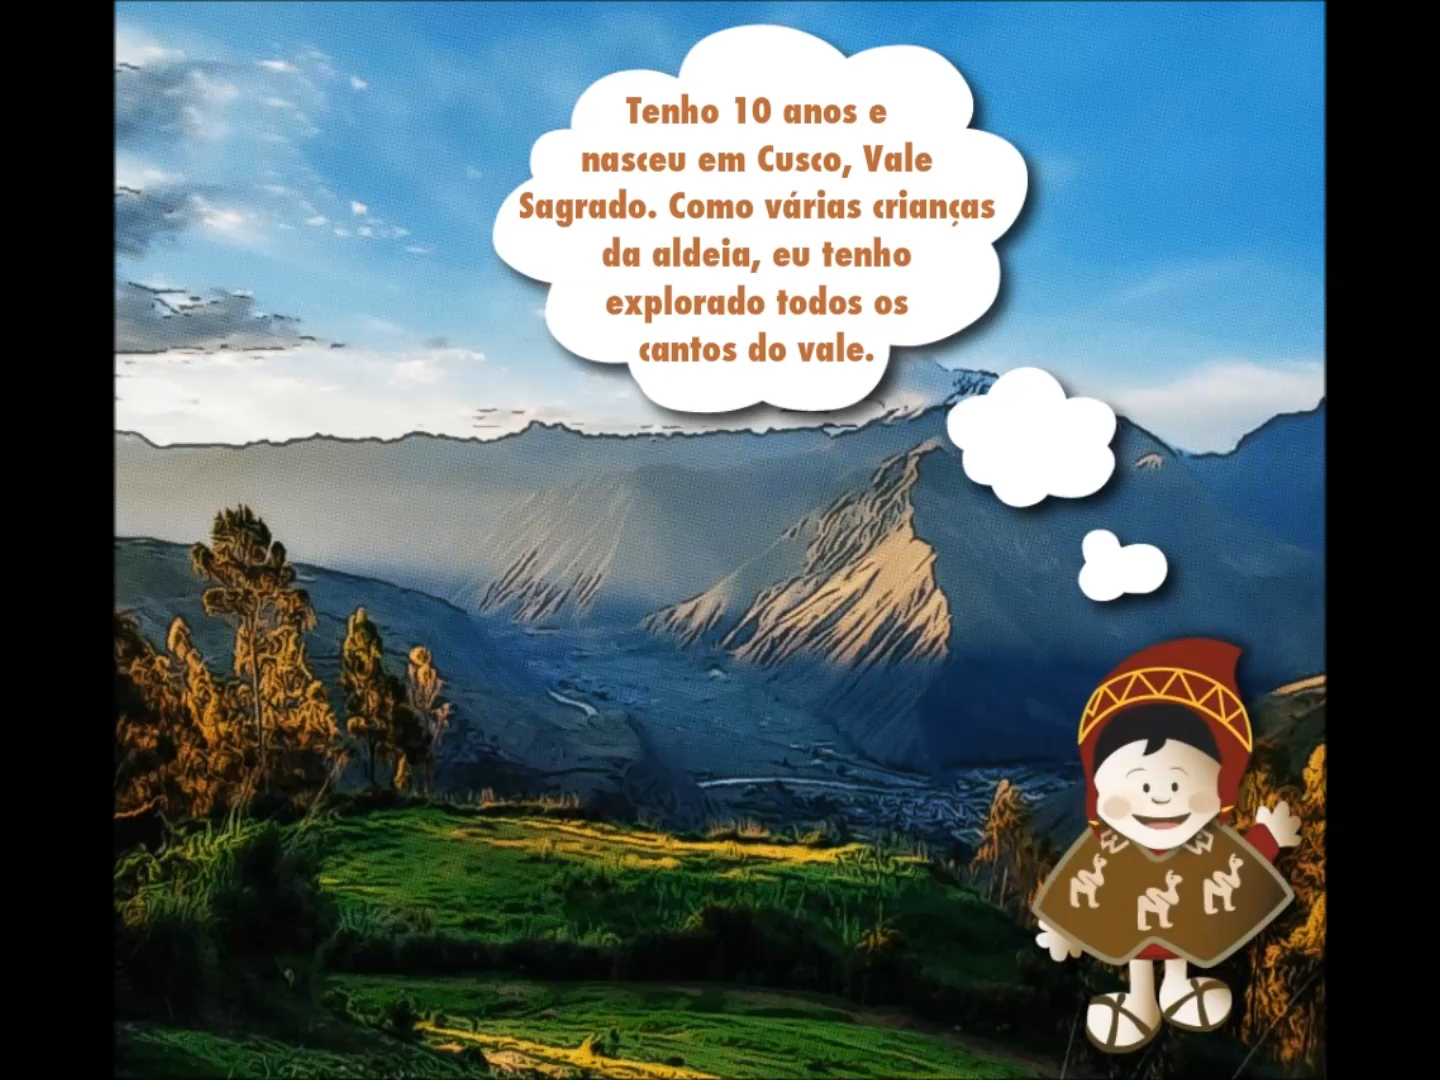 Tenho 10 anos e
nasceu em Cusco, Vale
Sagrado. Como várias crianças
da aldeia, eu tenho
explorado todos os
cantos do vale.